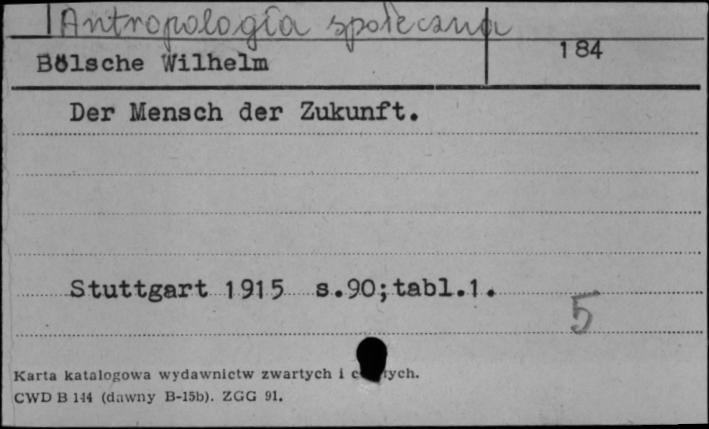 Antropologia społeczna
184
Bölsche Wilhelm
Der Mensch der Zukunft.
Stuttgart 1915 s.90;tabl.1.
5
Karta katalogowa wydawnictw zwartych i
CWD B 144 (dawny B-15b). ZGG 91.